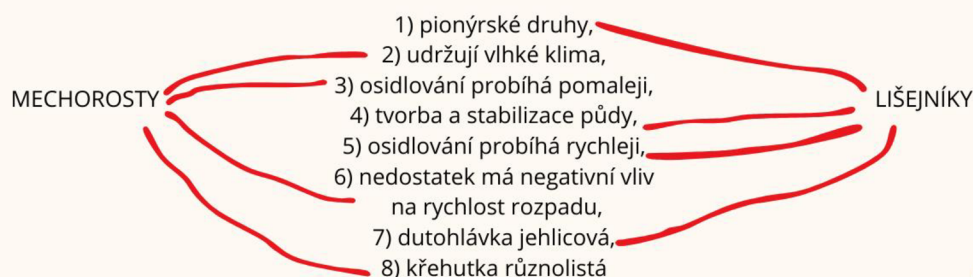 1) pionýrské druhy,
2) udržují vlhké klima,
3) osidlování probíhá pomaleji,
MECHOROSTY
LIŠEJNÍKY
4) tvorba a stabilizace půdy,
5) osidlování probíhá rychleji,
6) nedostatek má negativní vliv
na rychlost rozpadu,
7) dutohlávka jehlicová,
8) křehutka různolistá